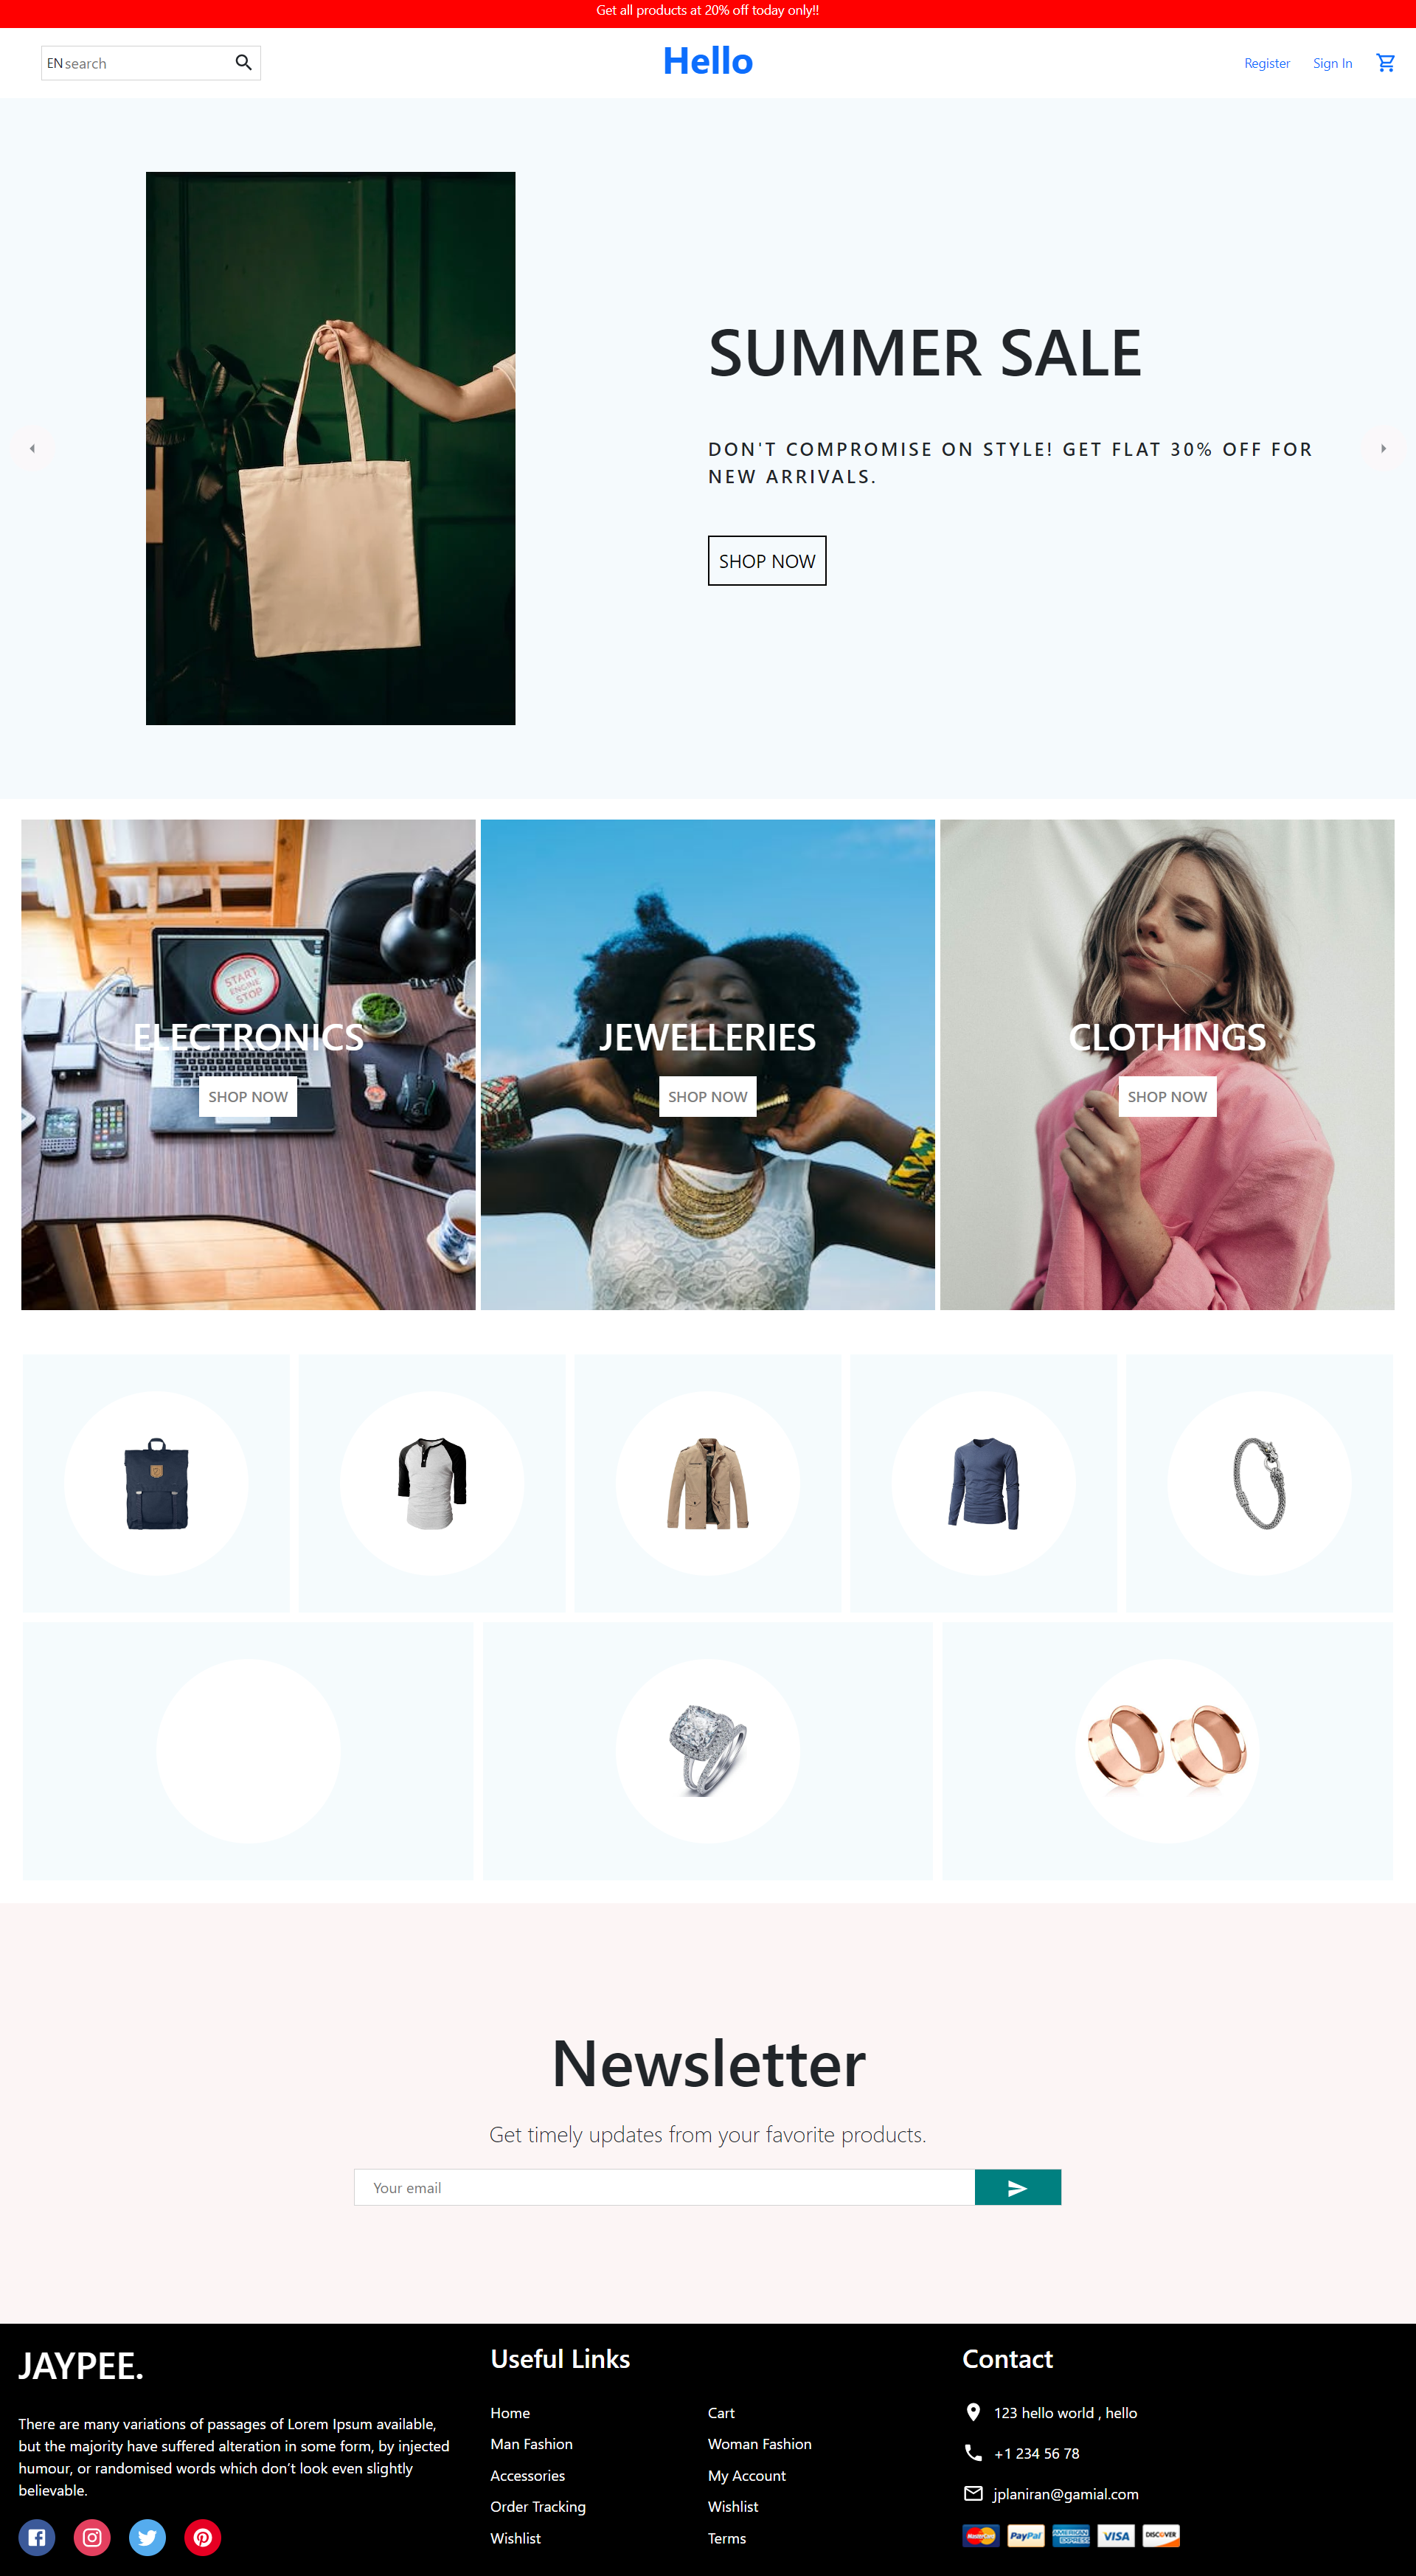 Get all products at 20% off today only!!
EN search
Hello
Register
Sign In
SUMMER SALE
DON'T COMPROMISE ON STYLE! GET FLAT 30% OFF FOR
NEW ARRIVALS.
SHOP NOW
START
ENGINE
STOP
ELECTRONICS
JEWELLERIES
CLOTHINGS
SHOP NOW
SHOP NOW
SHOP NOW
Newsletter
Get timely updates from your favorite products.
Your email
JAYPEE.
There are many variations of passages of Lorem Ipsum available,
but the majority have suffered alteration in some form, by injected
humour, or randomised words which don’t look even slightly
believable.
Useful Links
Home
Cart
Man Fashion
Woman Fashion
Accessories
My Account
Order Tracking
Wishlist
Wishlist
Terms
Contact
123 hello world , hello
+1 234 56 78
jplaniran@gamial.com
MasterCard
PayPal
AMERICAN
EXPRESS
VISA
DISCOVER